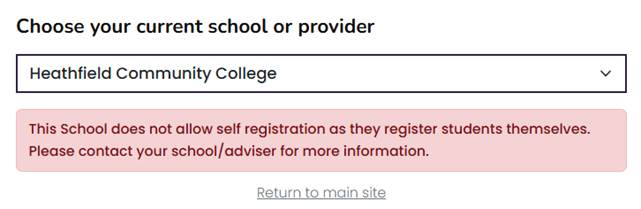 Choose your current school or provider
Heathfield Community College
This School does not allow self registration as they register students themselves.
Please contact your school/adviser for more information.
Return to main site